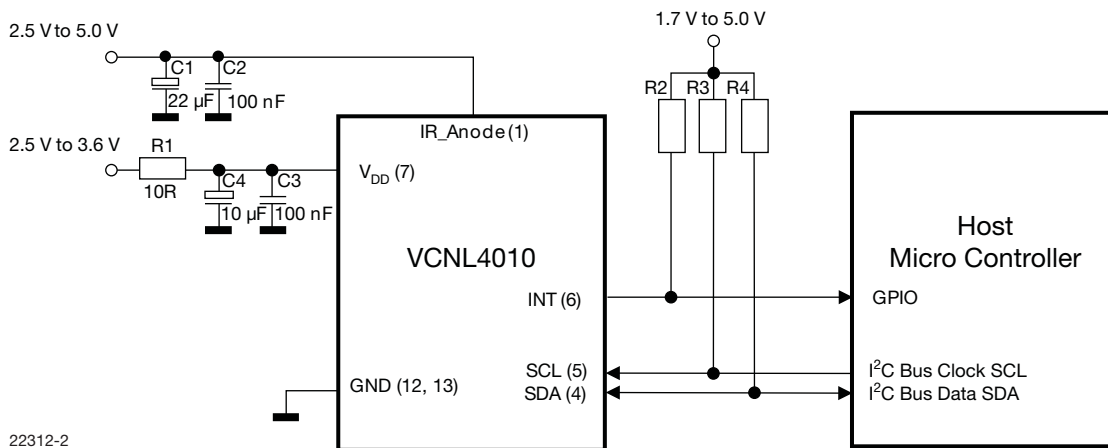 1.7 V to 5.0 V
2.5 V to 5.0 V
C1
C2
22 µF
100 nF
R2
R3
R4
IR_Anode (1)
2.5 V to 3.6 V
R1
10R
C4
C3
10 µF
100 nF
VDD (7)
VCNL4010
Host
Micro Controller
INT (6)
GPIO
SCL (5)
I²C Bus Clock SCL
GND (12, 13)
SDA (4)
I²C Bus Data SDA
22312-2